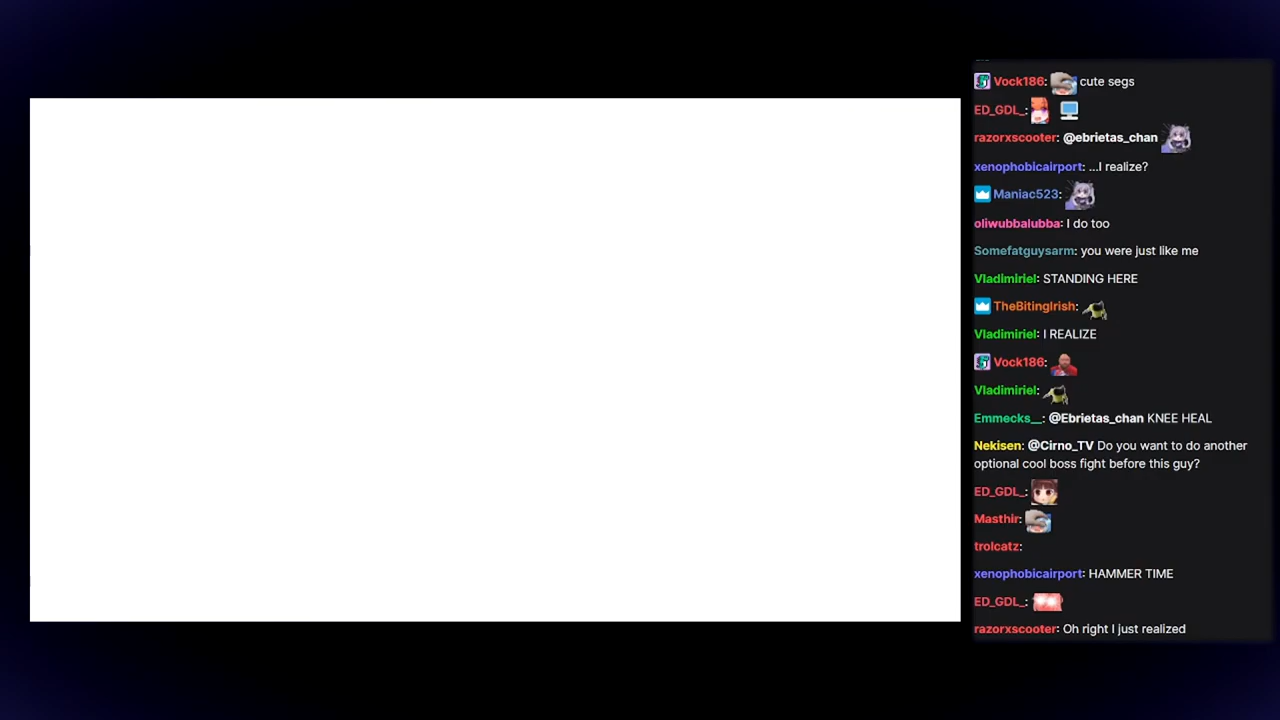 Vock186: cute segs
ED_GDL_:
razorxscooter: @ebrietas_chan
xenophobicairport: ...I realize?
Maniac523:
oliwubbalubba: I do too
Somefatguysarm: you were just like me
Vladimiriel: STANDING HERE
TheBitingIrish:
Vladimiriel: I REALIZE
Vock186:
Vladimiriel:
Emmecks__: @Ebrietas_chan KNEE HEAL
Nekisen: @Cirno_TV Do you want to do another
optional cool boss fight before this guy?
ED_GDL_:
Masthir:
trolcatz:
xenophobicairport: HAMMER TIME
ED_GDL_:
razorxscooter: Oh right I just realized